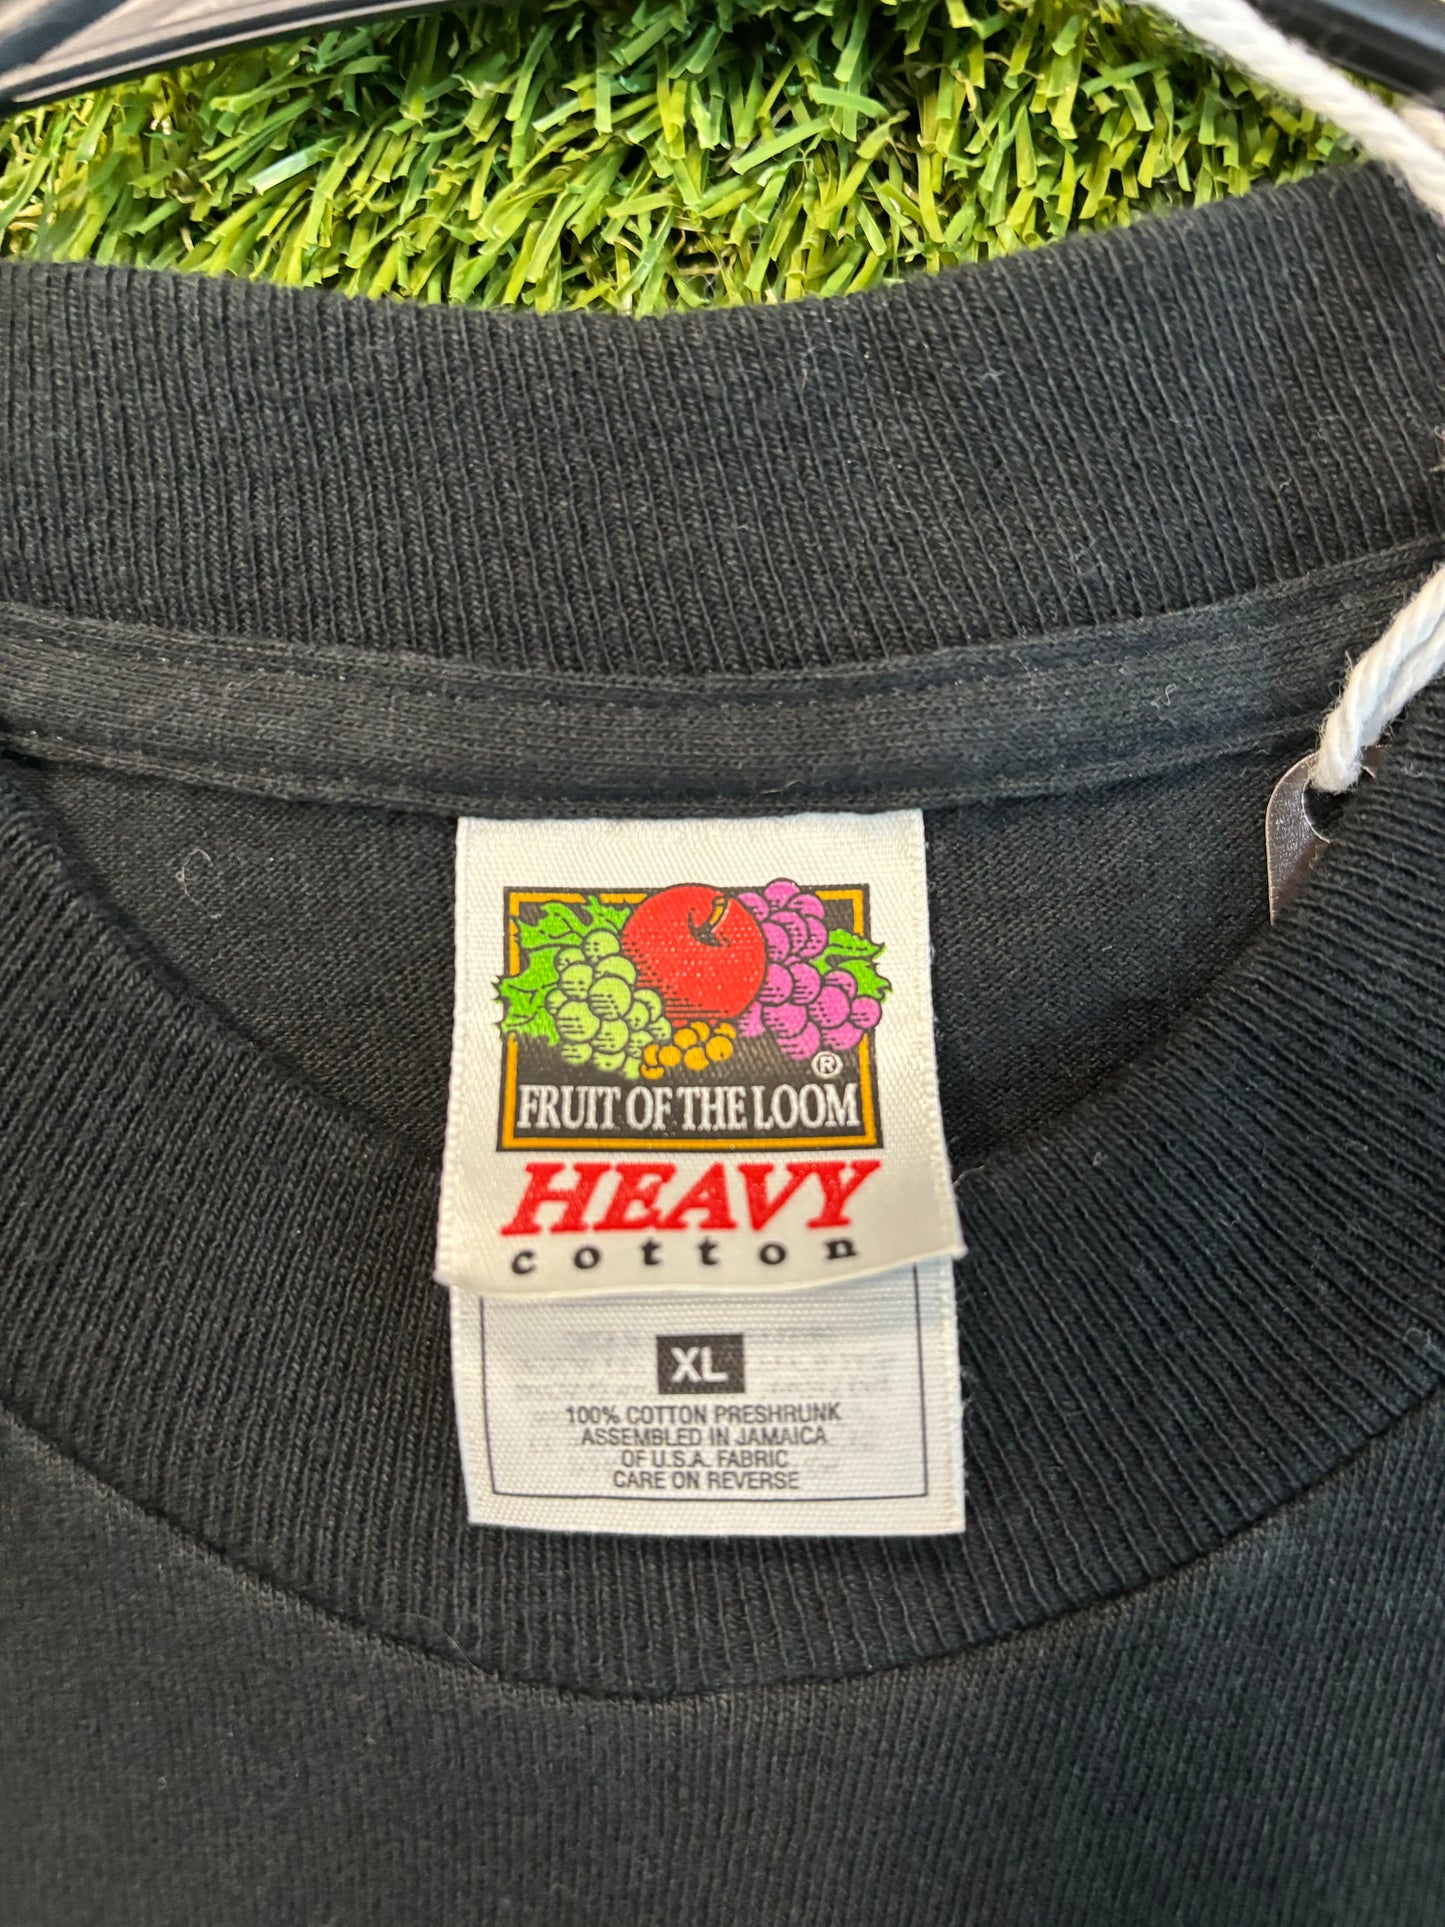 ®
FRUIT OF THE LOOM
HEAVY
cotton
XL
100% COTTON PRESHRUNK
ASSEMBLED IN JAMAICA
OF U.S.A. FABRIC
CARE ON REVERSE